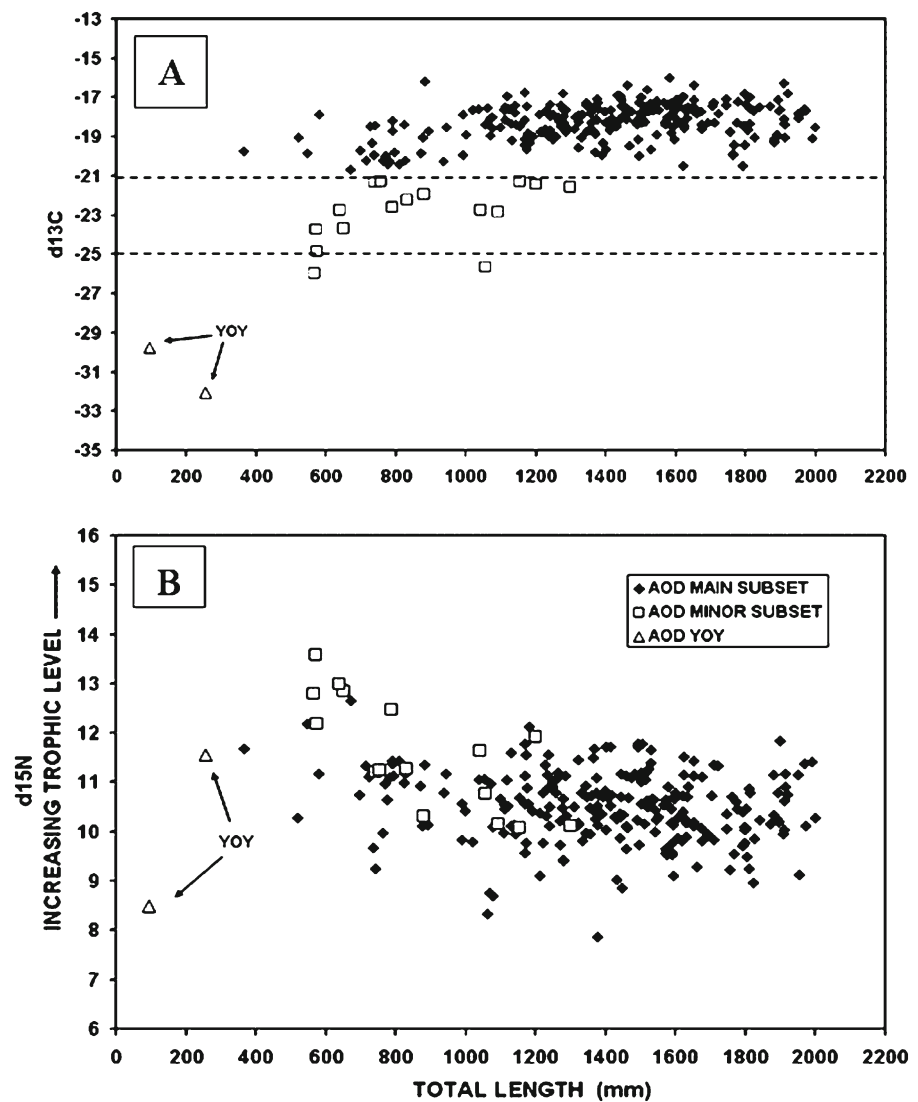 A
-13
-15
-17
-19
-21
-23
-25
-27
-29
-31
-33
-35
d13C
YOY
0 200 400 600 800 1000 1200 1400 1600 1800 2000 2200
B
16
15
14
13
12
11
10
9
8
7
6
d15N
INCREASING TROPHIC LEVEL
AOD MAIN SUBSET
AOD MINOR SUBSET
AOD YOY
YOY
0 200 400 600 800 1000 1200 1400 1600 1800 2000 2200
TOTAL LENGTH (mm)